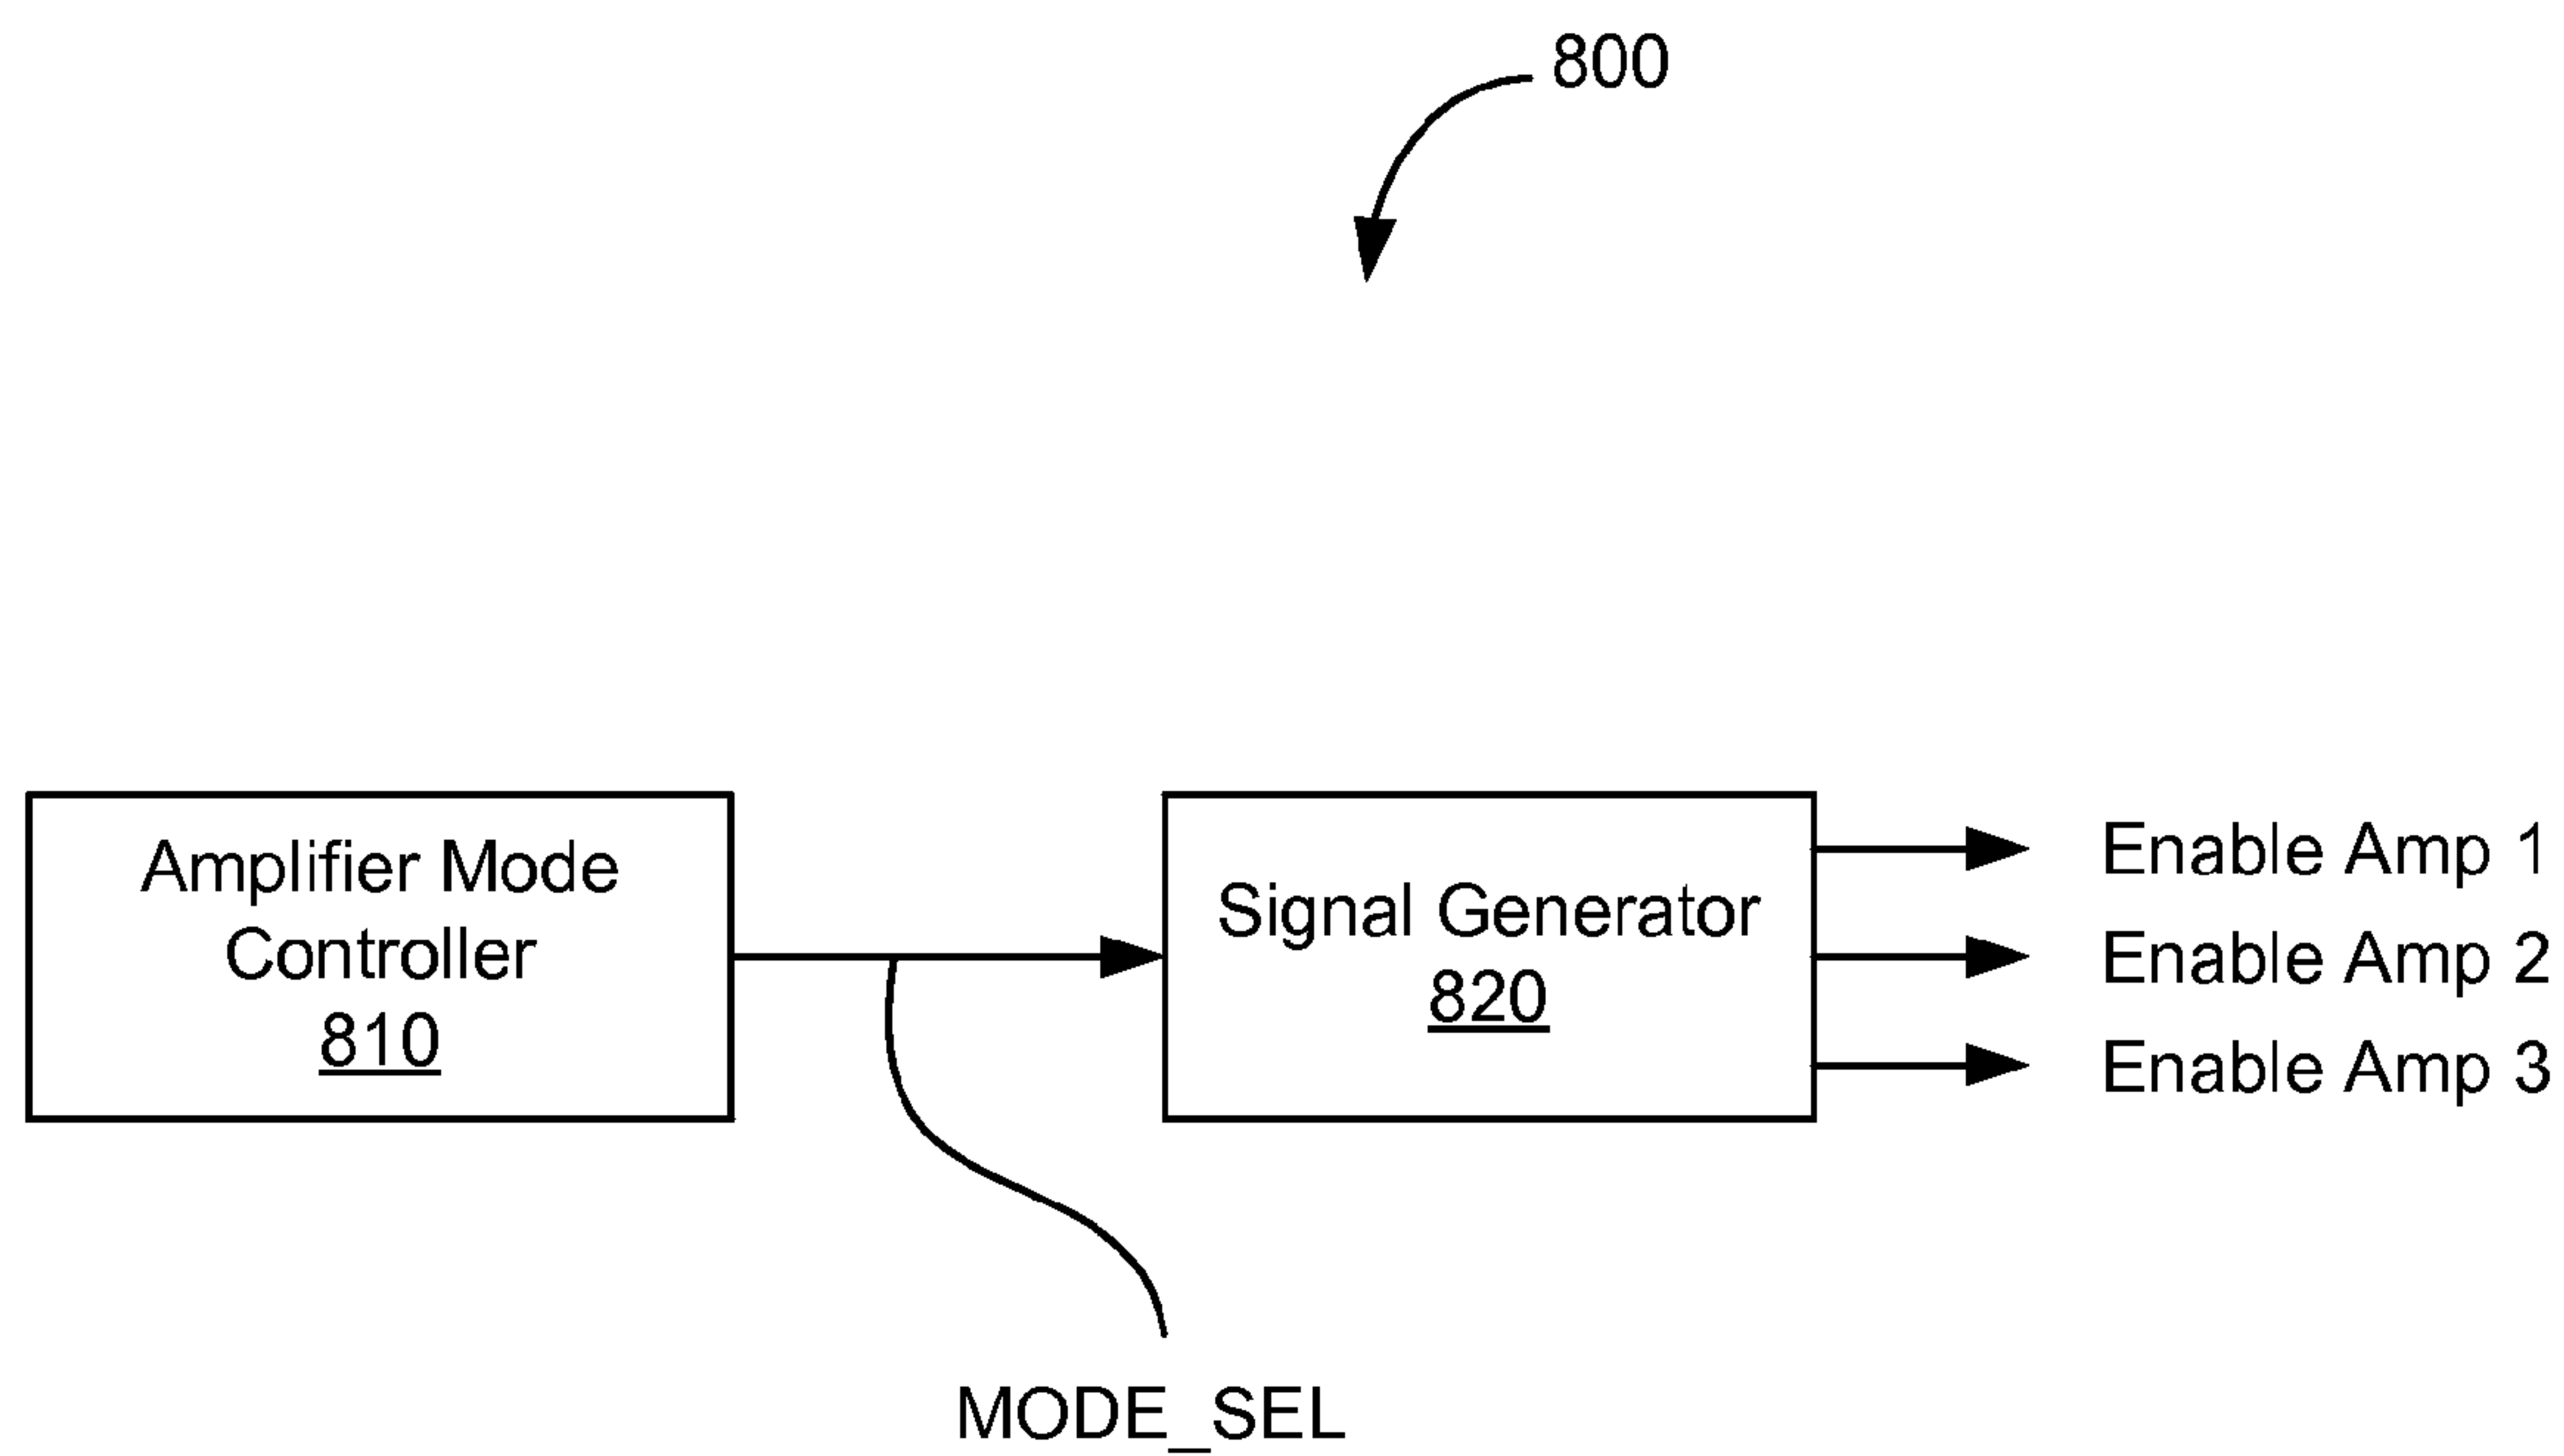 800
Amplifier Mode
Controller
810
Signal Generator
820
Enable Amp 1
Enable Amp 2
Enable Amp 3
MODE_SEL